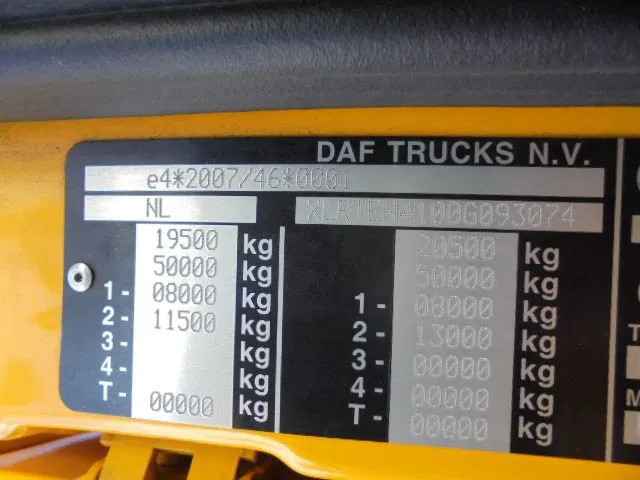 DAF TRUCKS N.V.
e4*2007/46*0001
NL
19500 kg 20500 kg
50000 kg 50000 kg
1 - 08000 kg 1 - 08000 kg
2 - 11500 kg 2 - 13000 kg
3 - kg 3 - 00000 kg
4 - kg 4 - 00000 kg
T - 00000 kg T - 00000 kg
T
M